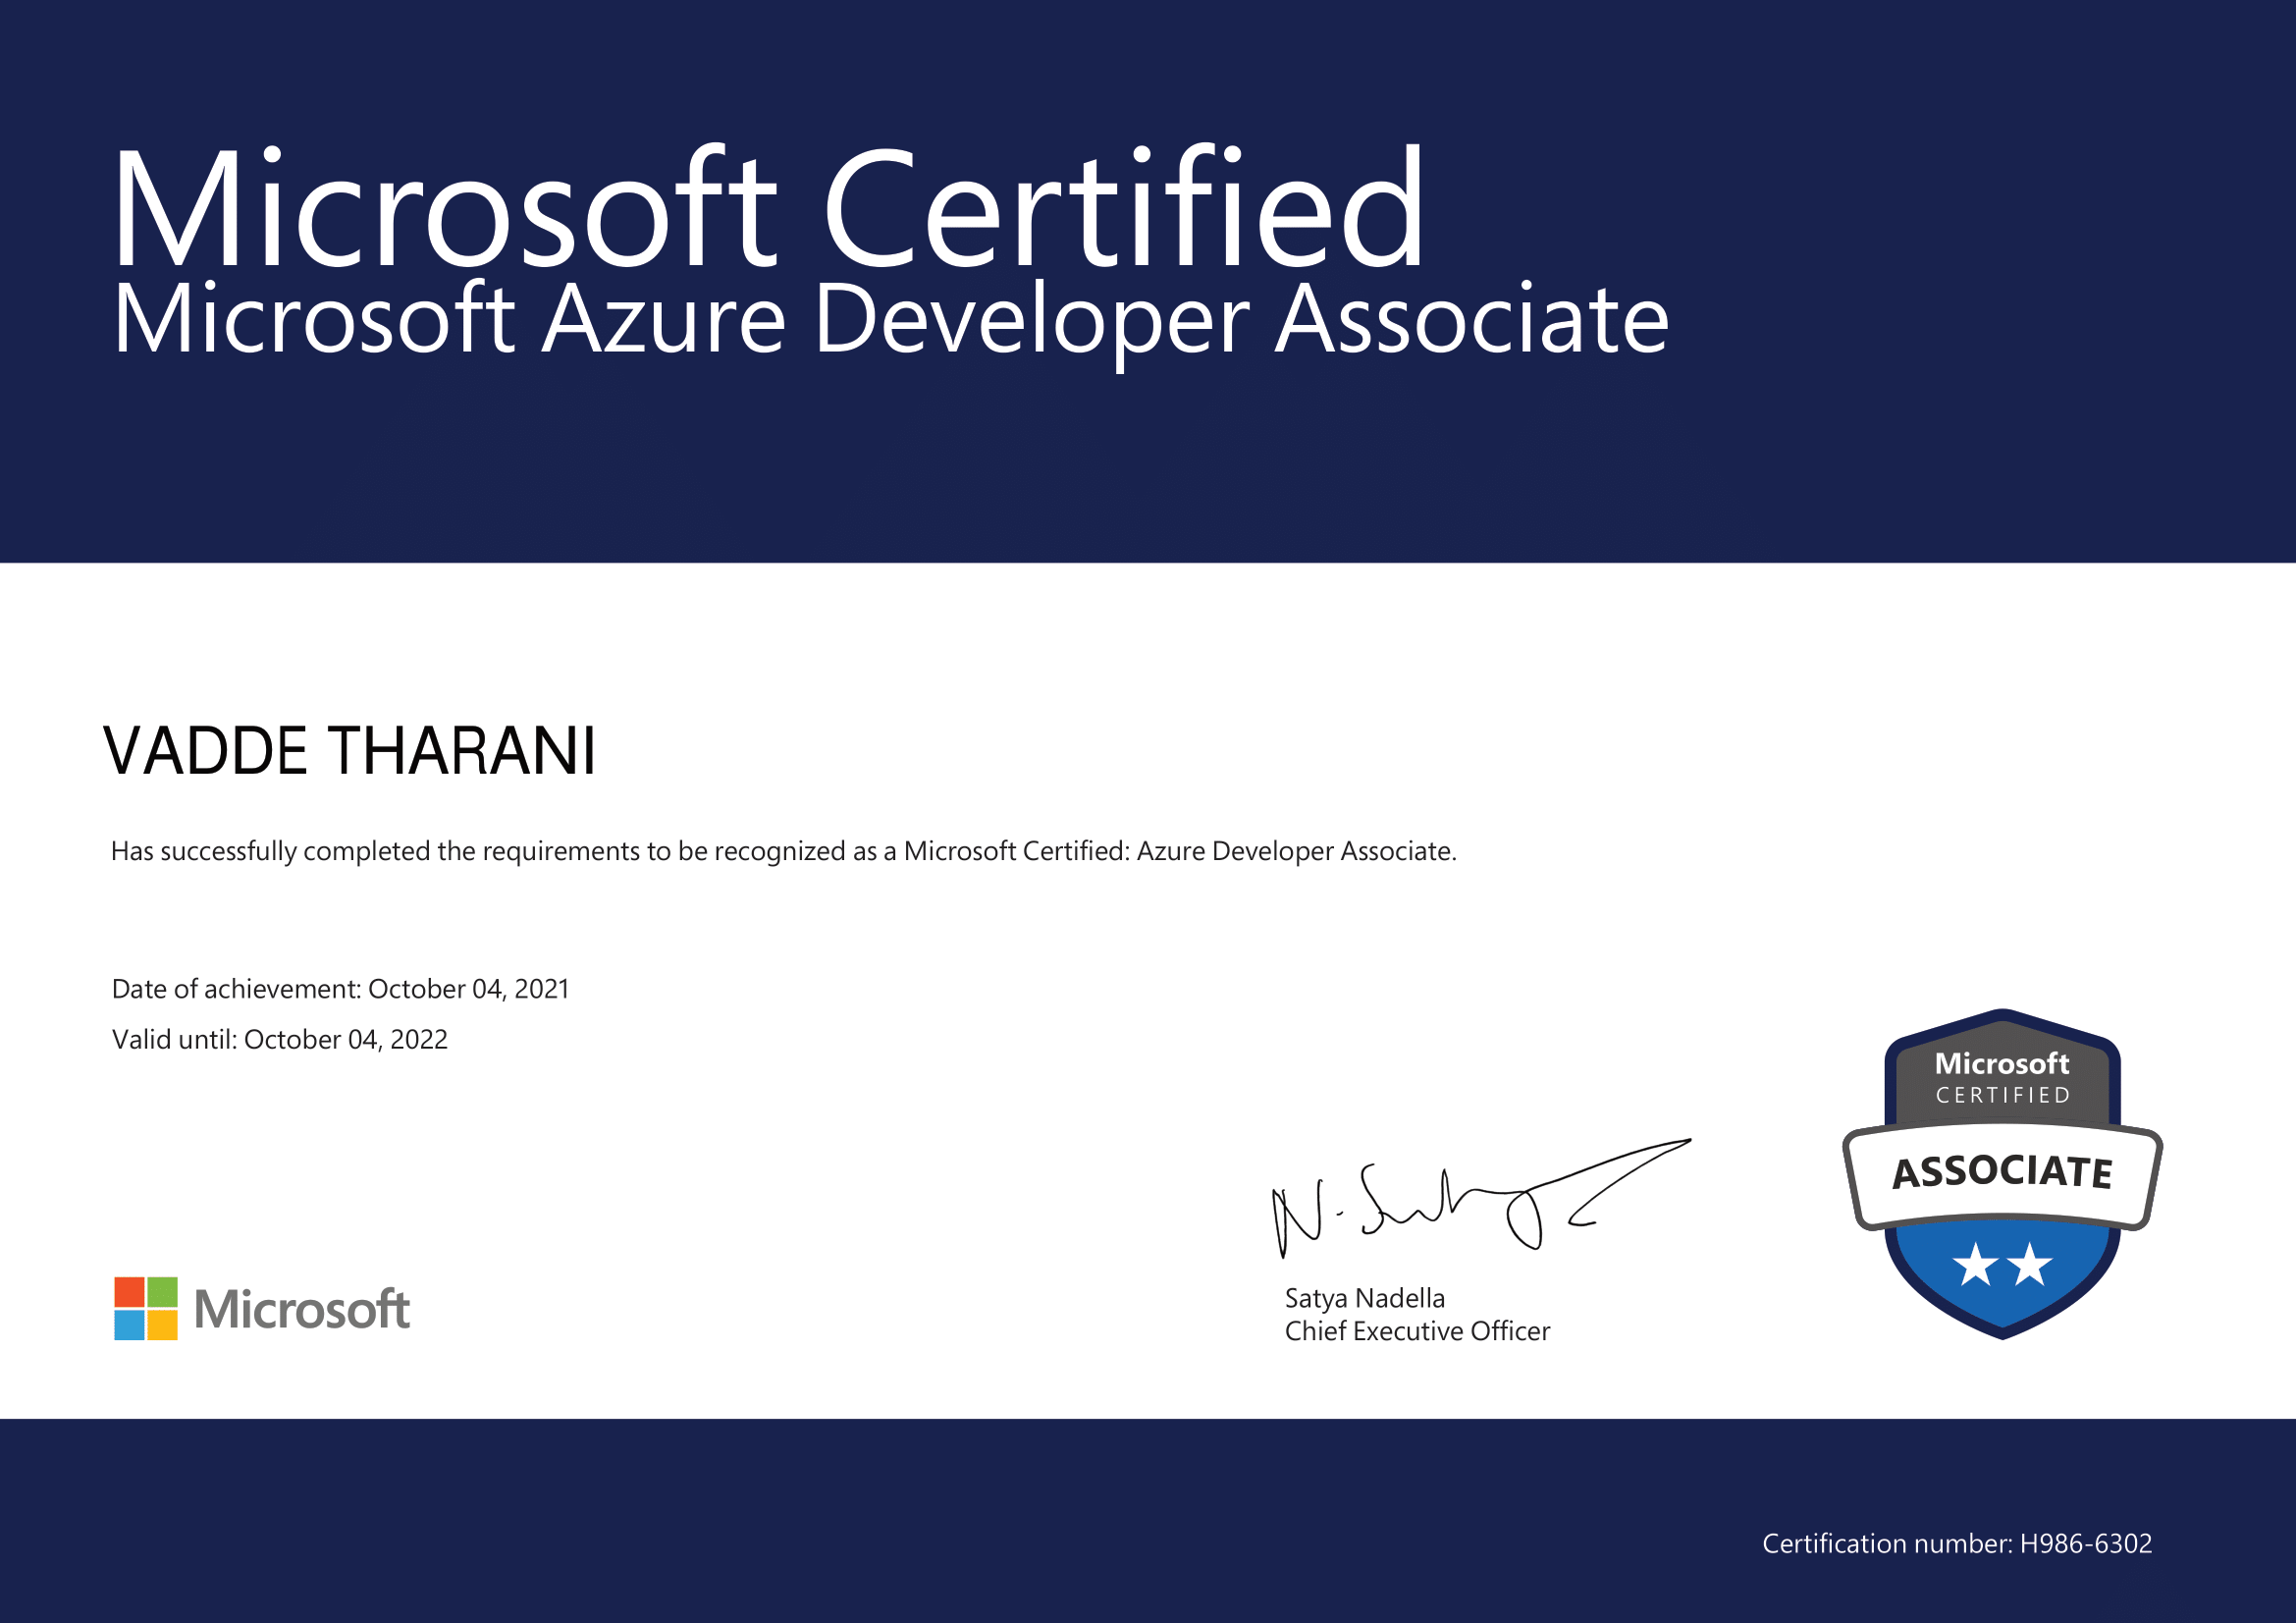 Microsoft Certified
Microsoft Azure Developer Associate
VADDE THARANI
Has successfully completed the requirements to be recognized as a Microsoft Certified: Azure Developer Associate.
Date of achievement: October 04, 2021
Valid until: October 04, 2022
Microsoft
CERTIFIED
ASSOCIATE
Satya Nadella
Chief Executive Officer
Microsoft
Certification number: H986-6302